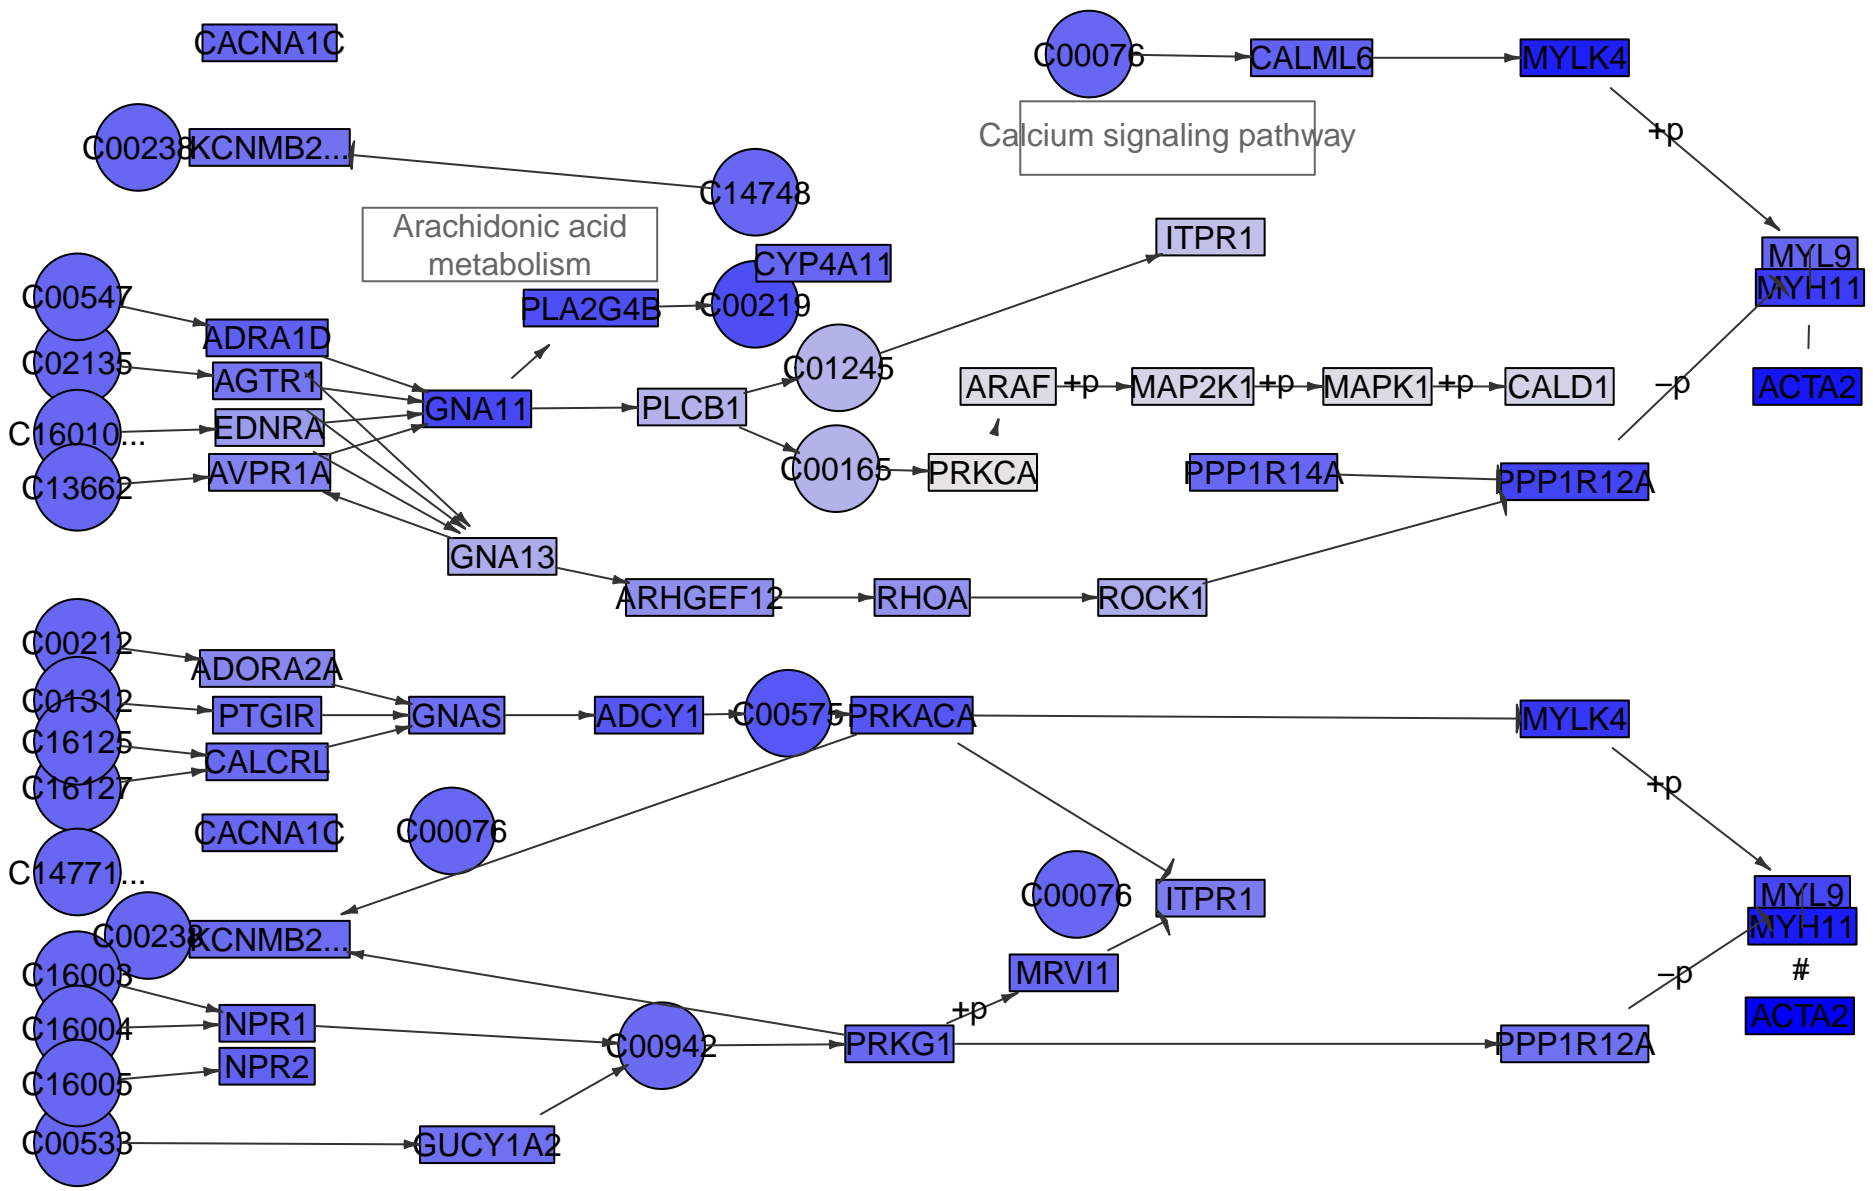 CACNA1C
C00076
CALML6
MYLK4
Calcium signaling pathway
+p
C00238
KCNMB2...
C14748
Arachidonic acid
metabolism
ITPR1
MYL9
MYH11
CYP4A11
C00219
PLA2G4B
C00547
ADRA1D
C02135
AGTR1
GNA11
PLCB1
C01245
ARAF
+p
MAP2K1
+p
MAPK1
+p
CALD1
−p
ACTA2
C16010...
EDNRA
C13662
AVPR1A
C00165
PRKCA
PPP1R14A
PPP1R12A
GNA13
ARHGEF12
RHOA
ROCK1
C00212
ADORA2A
C01312
PTGIR
GNAS
ADCY1
C00575
PRKACA
MYLK4
C16125
CALCRL
C16127
+p
CACNA1C
C00076
C14771...
C00076
ITPR1
MYL9
MYH11
C00238
KCNMB2...
C16003
MRVI1
−p
#
+p
ACTA2
C16004
NPR1
C00942
PRKG1
PPP1R12A
C16005
NPR2
C00533
GUCY1A2